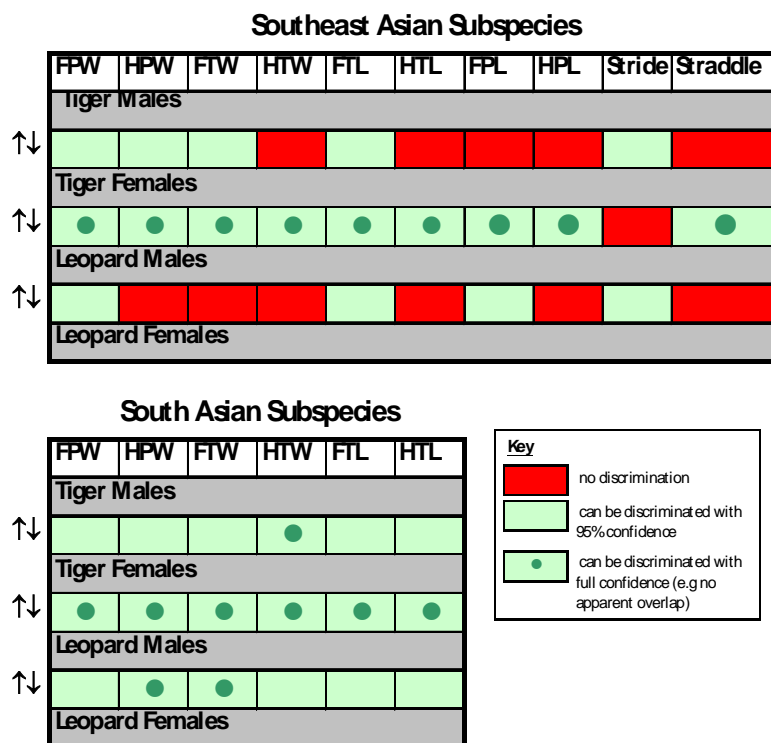 Southeast Asian Subspecies
FPW HPW FTW HTW FTL HTL FPL HPL Stride Straddle
Tiger Males
↑↓
Tiger Females
↑↓
Leopard Males
↑↓
Leopard Females
South Asian Subspecies
FPW HPW FTW HTW FTL HTL
Tiger Males
↑↓
Tiger Females
↑↓
Leopard Males
↑↓
Leopard Females
Key
no discrimination
can be discriminated with
95% confidence
can be discriminated with
full confidence (e.g no
apparent overlap)